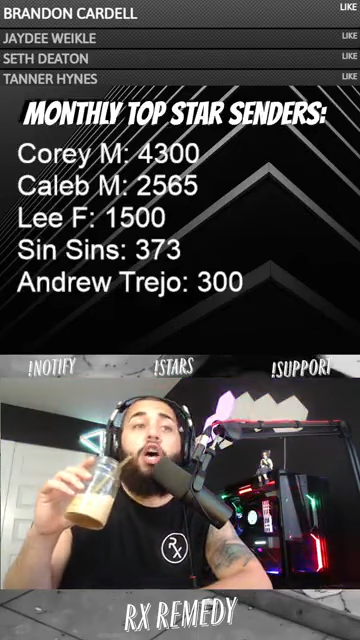 BRANDON CARDELL LIKE
JAYDEE WEIKLE LIKE
SETH DEATON LIKE
TANNER HYNES LIKE
MONTHLY TOP STAR SENDERS:
Corey M: 4300
Caleb M: 2565
Lee F: 1500
Sin Sins: 373
Andrew Trejo: 300
!NOTIFY !STARS !SUPPORT
RX
RX REMEDY